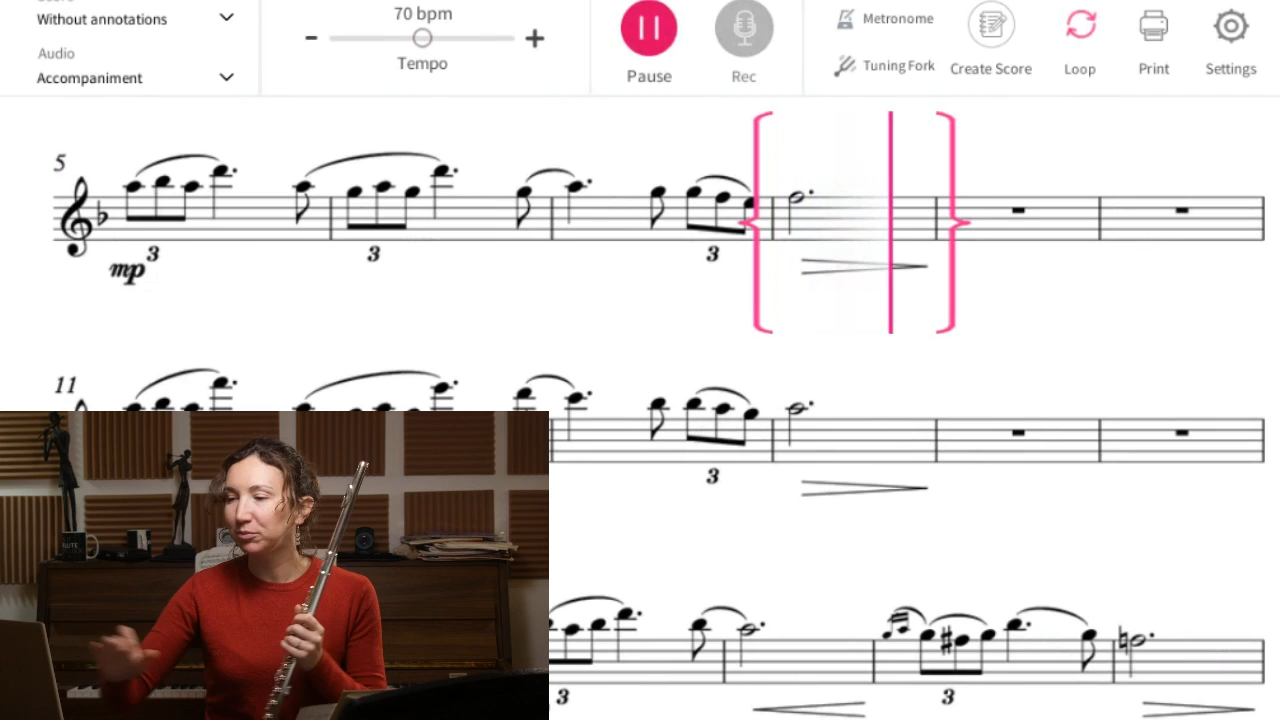 Without annotations
Audio
Accompaniment
70 bpm
Tempo
Pause
Rec
Metronome
Tuning Fork
Create Score
Loop
Print
Settings
5
3
3
3
mp
11
3
FLUTE
3
3